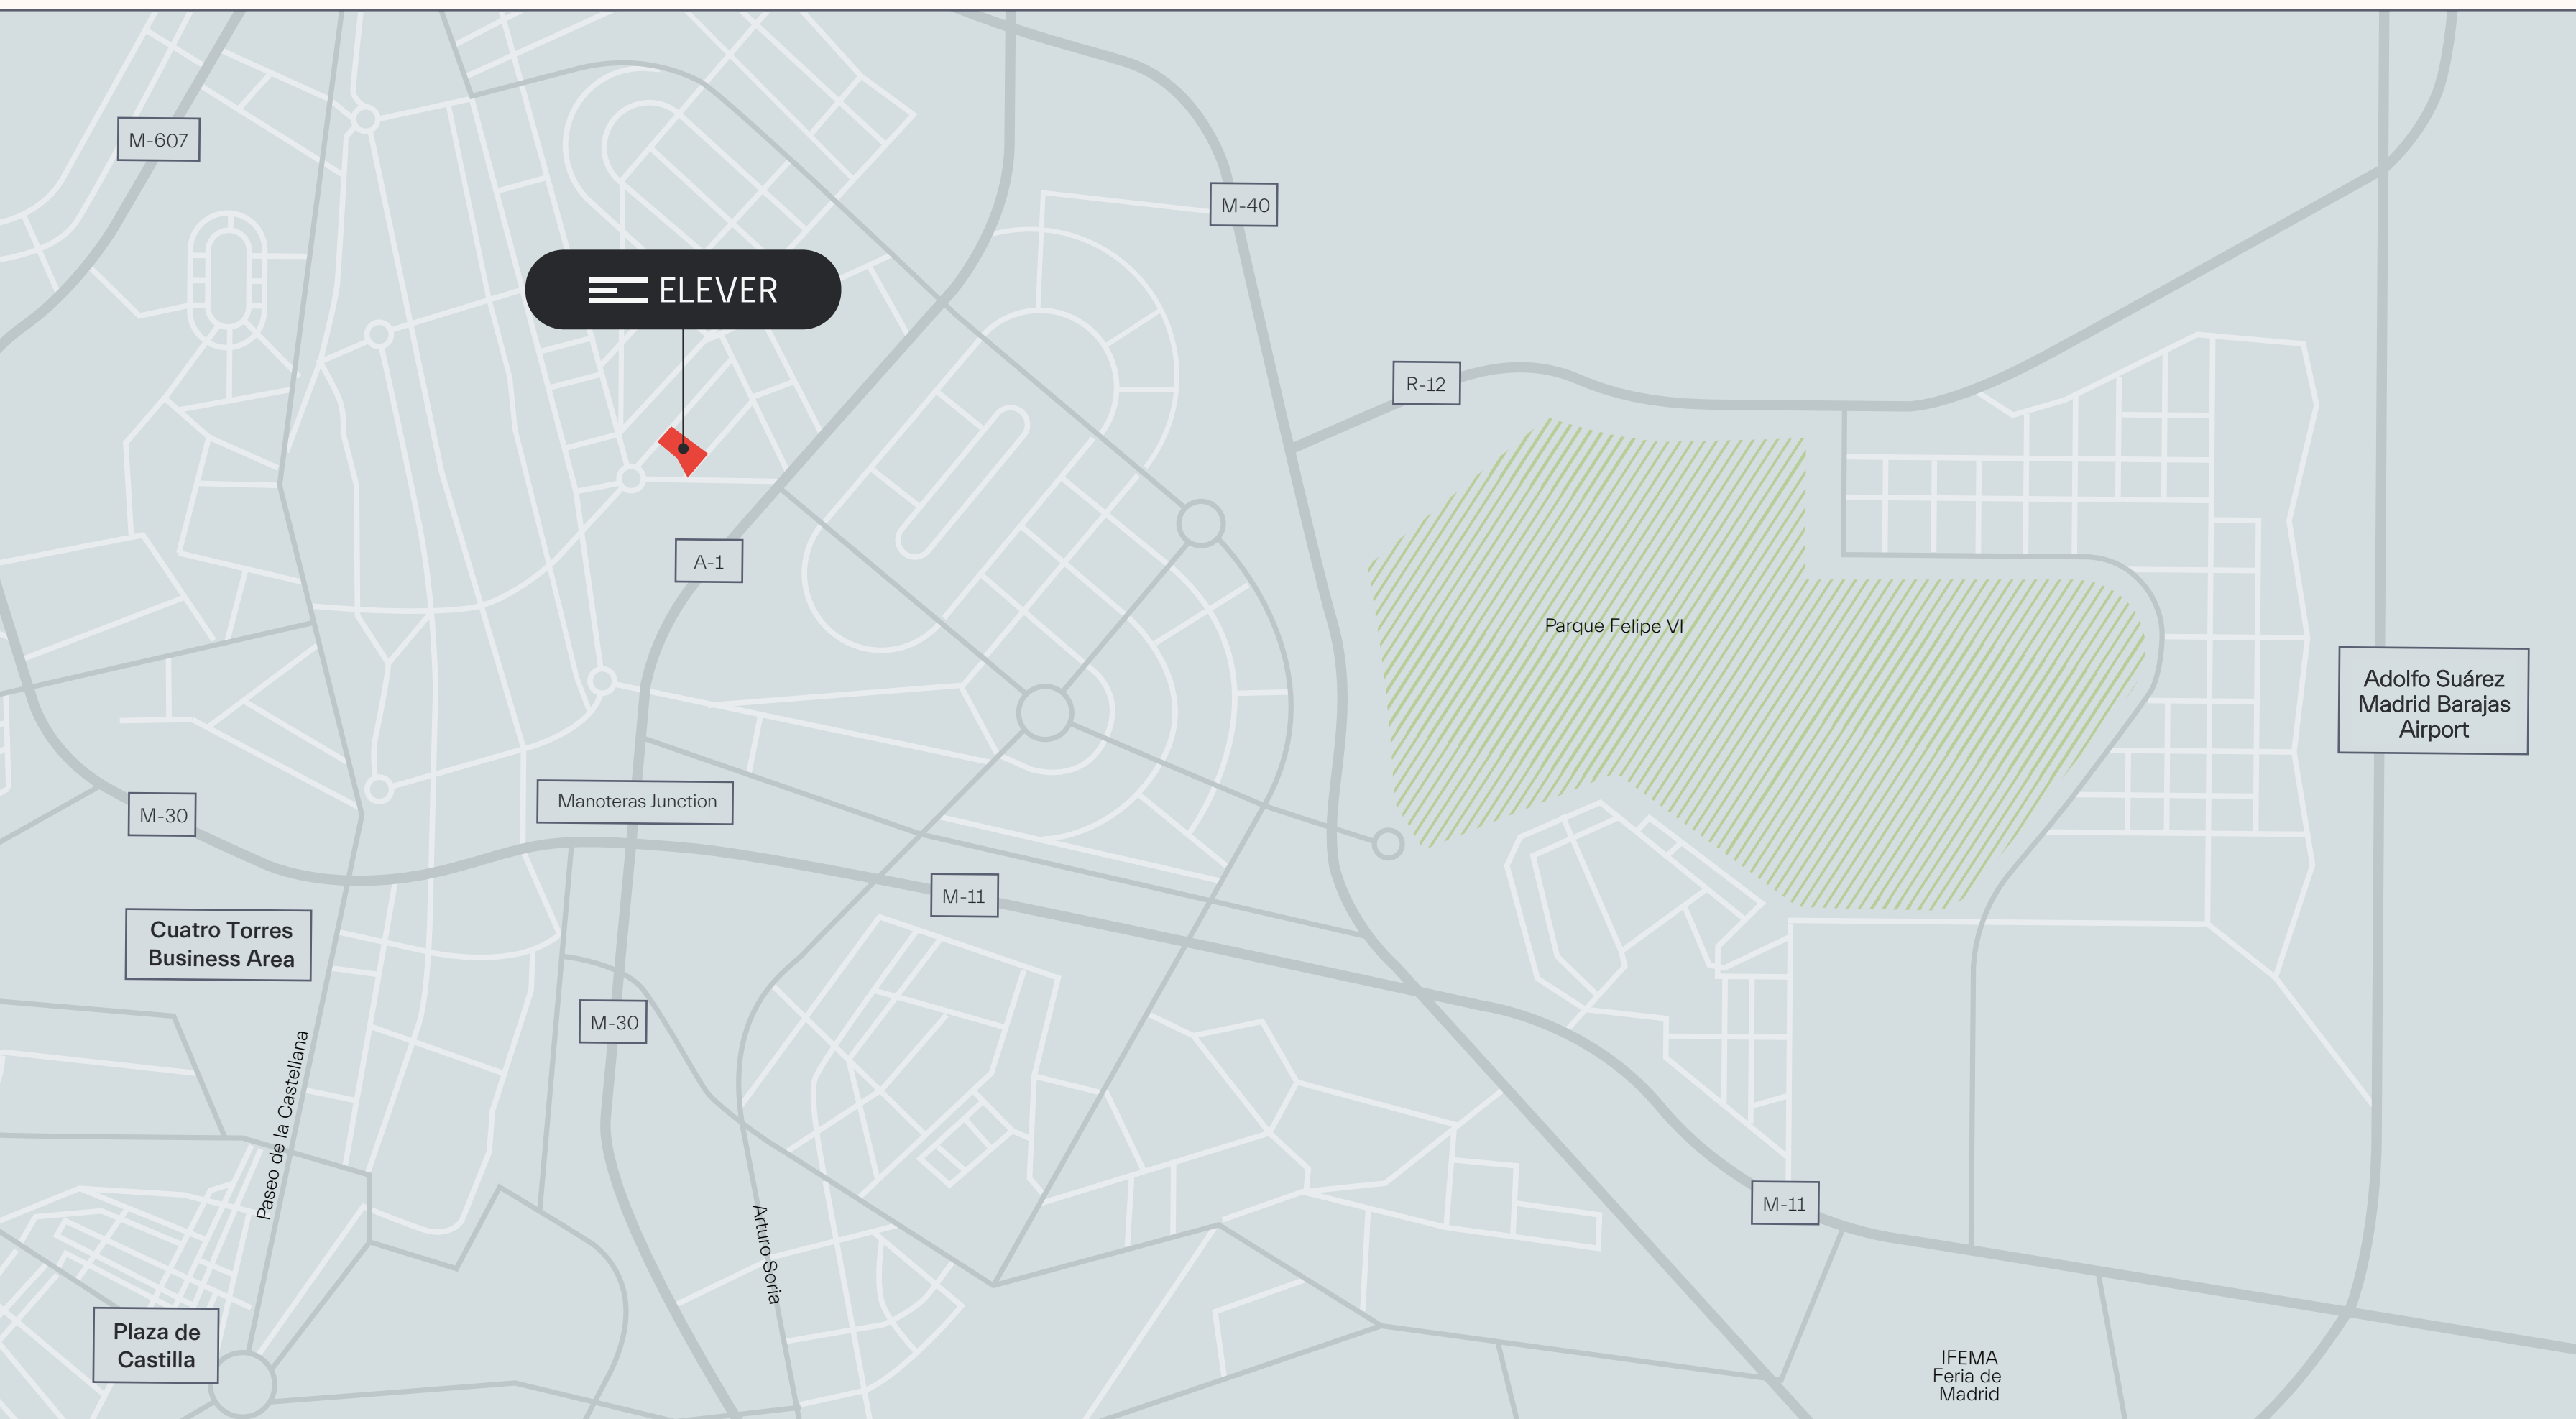 M-607
M-40
ELEVER
R-12
A-1
Parque Felipe VI
Adolfo Suárez
Madrid Barajas
Airport
Manoteras Junction
M-30
M-11
Cuatro Torres
Business Area
M-30
Paseo de la Castellana
M-11
Arturo Soria
Plaza de
Castilla
IFEMA
Feria de
Madrid